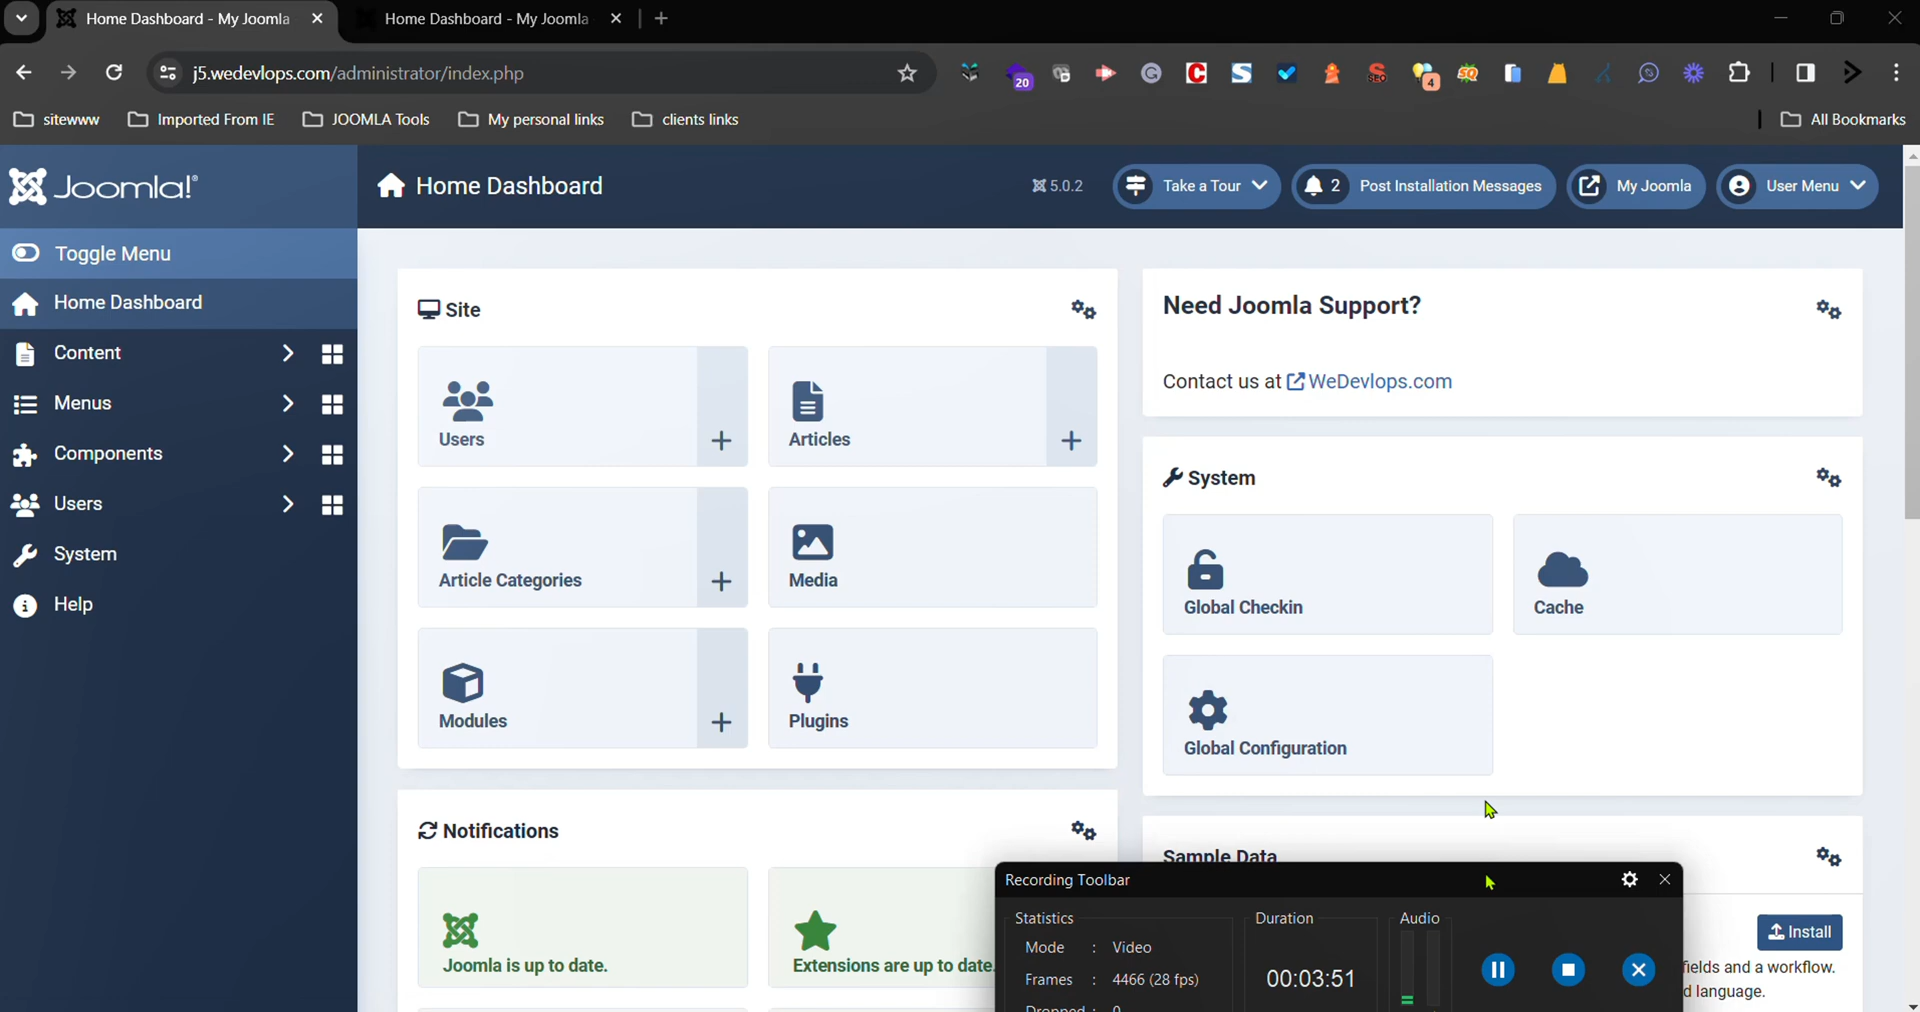 Home Dashboard - My Joomla
Home Dashboard - My Joomla
j5.wedevlops.com/administrator/index.php
20
4
sitewww
Imported From IE
JOOMLA Tools
My personal links
clients links
All Bookmarks
Joomla!®
Home Dashboard
5.0.2
Take a Tour
2
Post Installation Messages
My Joomla
User Menu
Toggle Menu
Home Dashboard
Content
Menus
Components
Users
System
Help
Site
Users
Articles
Article Categories
Media
Modules
Plugins
Notifications
Joomla is up to date.
Extensions are up to date.
Need Joomla Support?
Contact us at WeDevlops.com
System
Global Checkin
Cache
Global Configuration
Sample Data
Install
fields and a workflow.
d language.
Recording Toolbar
Statistics
Mode : Video
Frames : 4466 (28 fps)
Dropped : 0
Duration
00:03:51
Audio